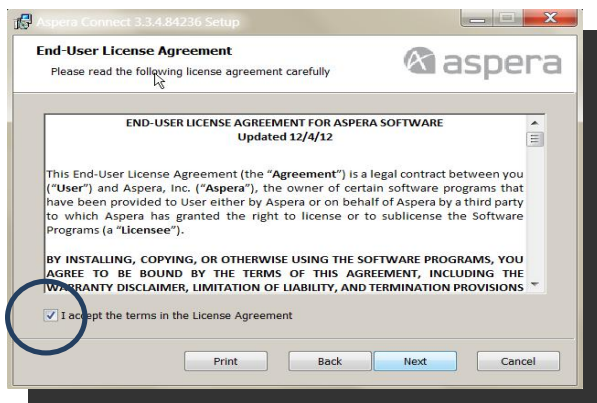 Aspera Connect 3.3.4.84236 Setup
End-User License Agreement
Please read the following license agreement carefully
aspera
END-USER LICENSE AGREEMENT FOR ASPERA SOFTWARE
Updated 12/4/12
This End-User License Agreement (the “Agreement”) is a legal contract between you
(“User”) and Aspera, Inc. (“Aspera”), the owner of certain software programs that
have been provided to User either by Aspera or on behalf of Aspera by a third party
to which Aspera has granted the right to license or to sublicense the Software
Programs (a “Licensee”).
BY INSTALLING, COPYING, OR OTHERWISE USING THE SOFTWARE PROGRAMS, YOU
AGREE TO BE BOUND BY THE TERMS OF THIS AGREEMENT, INCLUDING THE
WARRANTY DISCLAIMER, LIMITATION OF LIABILITY, AND TERMINATION PROVISIONS
I accept the terms in the License Agreement
Print Back Next Cancel